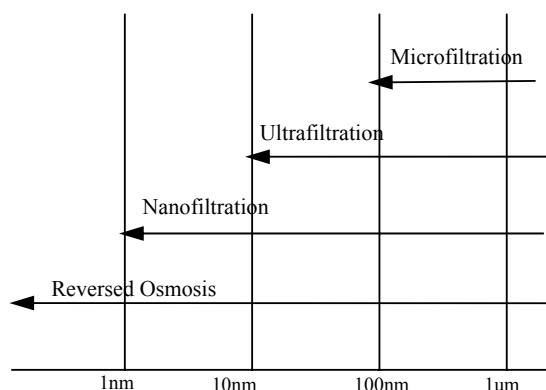 Microfiltration
Ultrafiltration
Nanofiltration
Reversed Osmosis
1nm 10nm 100nm 1um